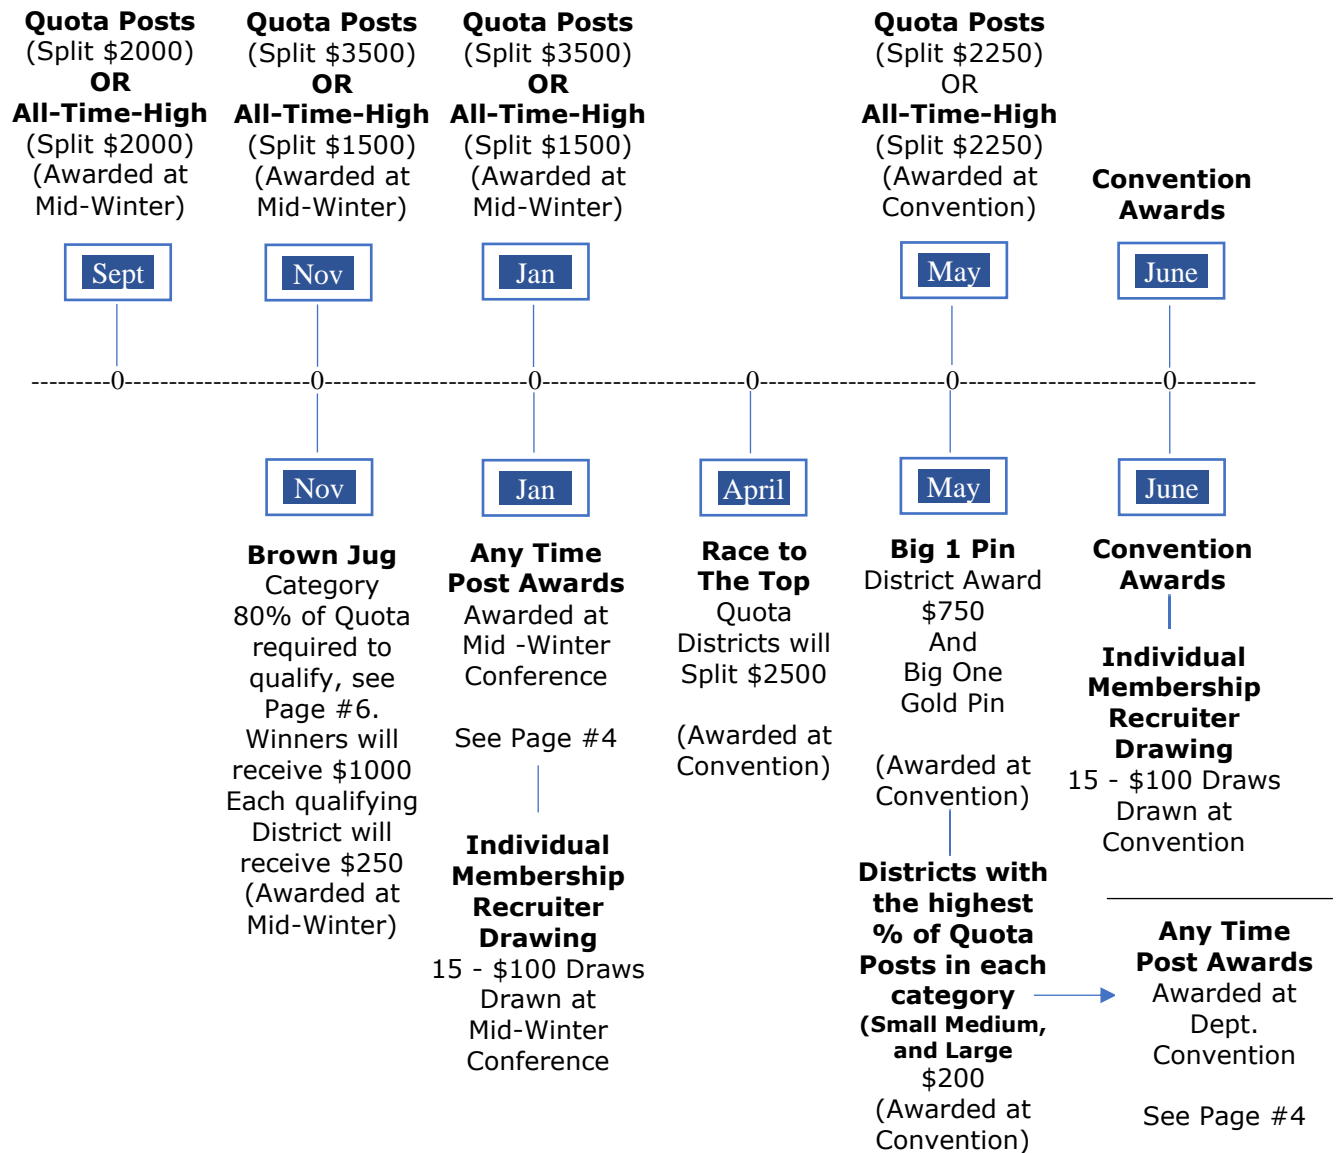 Quota Posts
(Split $2000)
OR
All-Time-High
(Split $2000)
(Awarded at
Mid-Winter)
Quota Posts
(Split $3500)
OR
All-Time-High
(Split $1500)
(Awarded at
Mid-Winter)
Quota Posts
(Split $3500)
OR
All-Time-High
(Split $1500)
(Awarded at
Mid-Winter)
Quota Posts
(Split $2250)
OR
All-Time-High
(Split $2250)
(Awarded at
Convention)
Convention
Awards
Sept
Nov
Jan
May
June
---------0--------------------0---------------------0---------------------0-------------------0---------------------0---------
Nov
Jan
April
May
June
Brown Jug
Category
80% of Quota
required to
qualify, see
Page #6.
Winners will
receive $1000
Each qualifying
District will
receive $250
(Awarded at
Mid-Winter)
Any Time
Post Awards
Awarded at
Mid -Winter
Conference
See Page #4
Individual
Membership
Recruiter
Drawing
15 - $100 Draws
Drawn at
Mid-Winter
Conference
Race to
The Top
Quota
Districts will
Split $2500
(Awarded at
Convention)
Big 1 Pin
District Award
$750
And
Big One
Gold Pin
(Awarded at
Convention)
Districts with
the highest
% of Quota
Posts in each
category
(Small Medium,
and Large
$200
(Awarded at
Convention)
Convention
Awards
Individual
Membership
Recruiter
Drawing
15 - $100 Draws
Drawn at
Convention
Any Time
Post Awards
Awarded at
Dept.
Convention
See Page #4